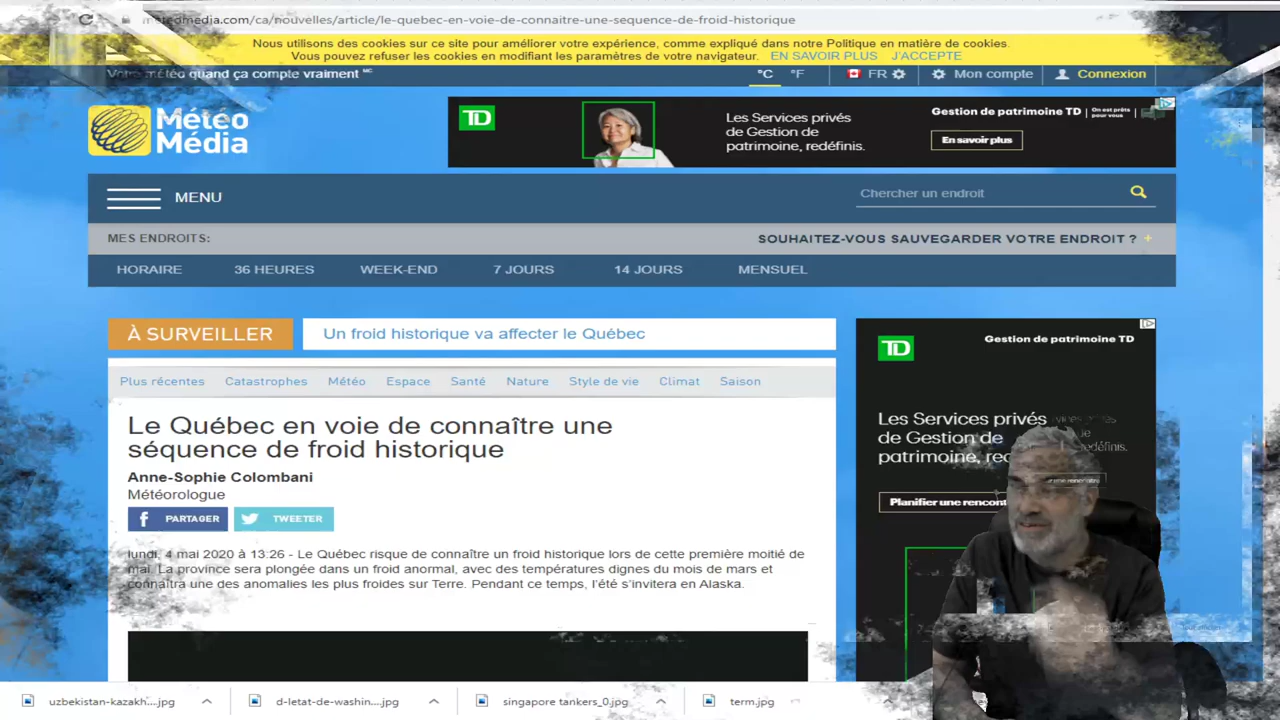 meteomedia.com/ca/nouvelles/article/le-quebec-en-voie-de-connaitre-une-sequence-de-froid-historique
Nous utilisons des cookies sur ce site pour améliorer votre expérience, comme expliqué dans notre Politique en matière de cookies.
Vous pouvez refuser les cookies en modifiant les paramètres de votre navigateur. EN SAVOIR PLUS J'ACCEPTE
Votre météo quand ça compte vraiment MC
°C °F FR Mon compte Connexion
Météo
Média
TD
Les Services privés
de Gestion de
patrimoine, redéfinis.
Gestion de patrimoine TD On est prêts pour vous
En savoir plus
MENU
Chercher un endroit
MES ENDROITS:
SOUHAITEZ-VOUS SAUVEGARDER VOTRE ENDROIT ? +
HORAIRE 36 HEURES WEEK-END 7 JOURS 14 JOURS MENSUEL
À SURVEILLER
Un froid historique va affecter le Québec
Plus récentes Catastrophes Météo Espace Santé Nature Style de vie Climat Saison
Le Québec en voie de connaître une
séquence de froid historique
Anne-Sophie Colombani
Météorologue
PARTAGER TWEETER
lundi, 4 mai 2020 à 13:26 - Le Québec risque de connaître un froid historique lors de cette première moitié de
mai. La province sera plongée dans un froid anormal, avec des températures dignes du mois de mars et
connaîtra une des anomalies les plus froides sur Terre. Pendant ce temps, l'été s'invitera en Alaska.
TD
Gestion de patrimoine TD
Les Services privés
de Gestion de
patrimoine,
Planifier une
uzbekistan-kazakh....jpg
d-letat-de-washin....jpg
singapore tankers_0.jpg
term.jpg